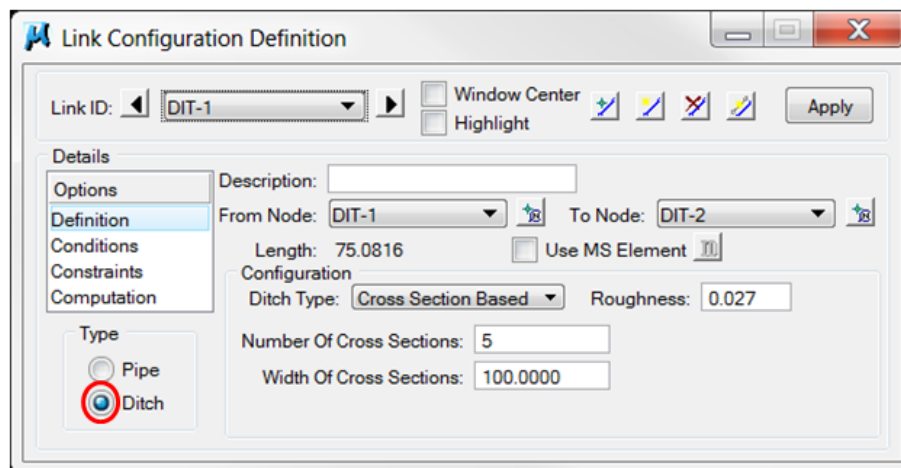 Link Configuration Definition
Link ID: DIT-1 Window Center Apply
Highlight
Details
Options
Definition
Conditions
Constraints
Computation
Description:
From Node: DIT-1 To Node: DIT-2
Length: 75.0816 Use MS Element
Configuration
Ditch Type: Cross Section Based Roughness: 0.027
Number Of Cross Sections: 5
Width Of Cross Sections: 100.0000
Type
Pipe
Ditch